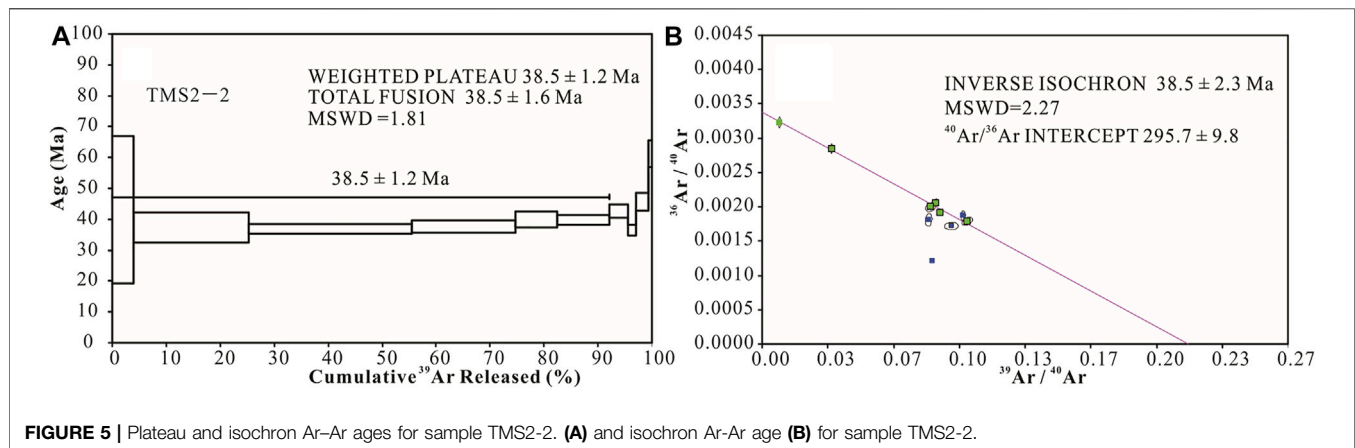 A
100
90
80
70
60
50
40
30
20
10
0
Age (Ma)
TMS2—2
WEIGHTED PLATEAU 38.5 ± 1.2 Ma
TOTAL FUSION 38.5 ± 1.6 Ma
MSWD =1.81
38.5 ± 1.2 Ma
0 10 20 30 40 50 60 70 80 90 100
Cumulative ³⁹Ar Released (%)
B
0.0045
0.0040
0.0035
0.0030
0.0025
0.0020
0.0015
0.0010
0.0005
0.0000
³⁶Ar / ⁴⁰Ar
INVERSE ISOCHRON 38.5 ± 2.3 Ma
MSWD=2.27
⁴⁰Ar/³⁶Ar INTERCEPT 295.7 ± 9.8
0.00 0.03 0.07 0.10 0.13 0.17 0.20 0.23 0.27
³⁹Ar / ⁴⁰Ar
FIGURE 5 | Plateau and isochron Ar–Ar ages for sample TMS2-2. (A) and isochron Ar-Ar age (B) for sample TMS2-2.